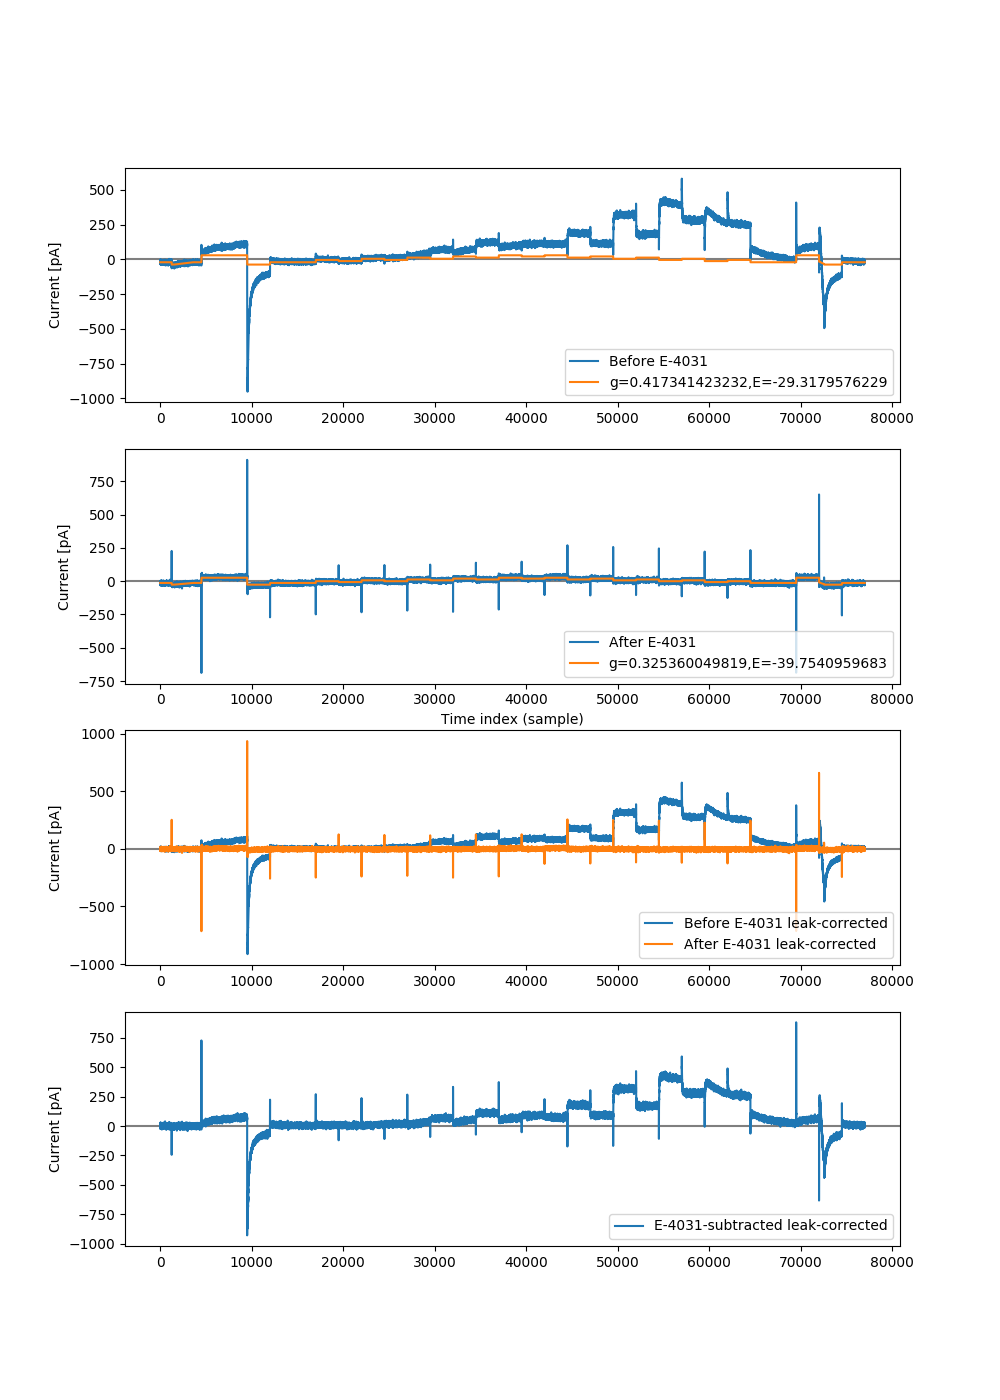 500
250
0
−250
−500
−750
−1000
Current [pA]
Before E-4031
g=0.417341423232,E=-29.3179576229
0 10000 20000 30000 40000 50000 60000 70000 80000
750
500
250
0
−250
−500
−750
Current [pA]
After E-4031
g=0.325360049819,E=-39.7540959683
0 10000 20000 30000 40000 50000 60000 70000 80000
Time index (sample)
1000
500
0
−500
−1000
Current [pA]
Before E-4031 leak-corrected
After E-4031 leak-corrected
0 10000 20000 30000 40000 50000 60000 70000 80000
750
500
250
0
−250
−500
−750
−1000
Current [pA]
E-4031-subtracted leak-corrected
0 10000 20000 30000 40000 50000 60000 70000 80000